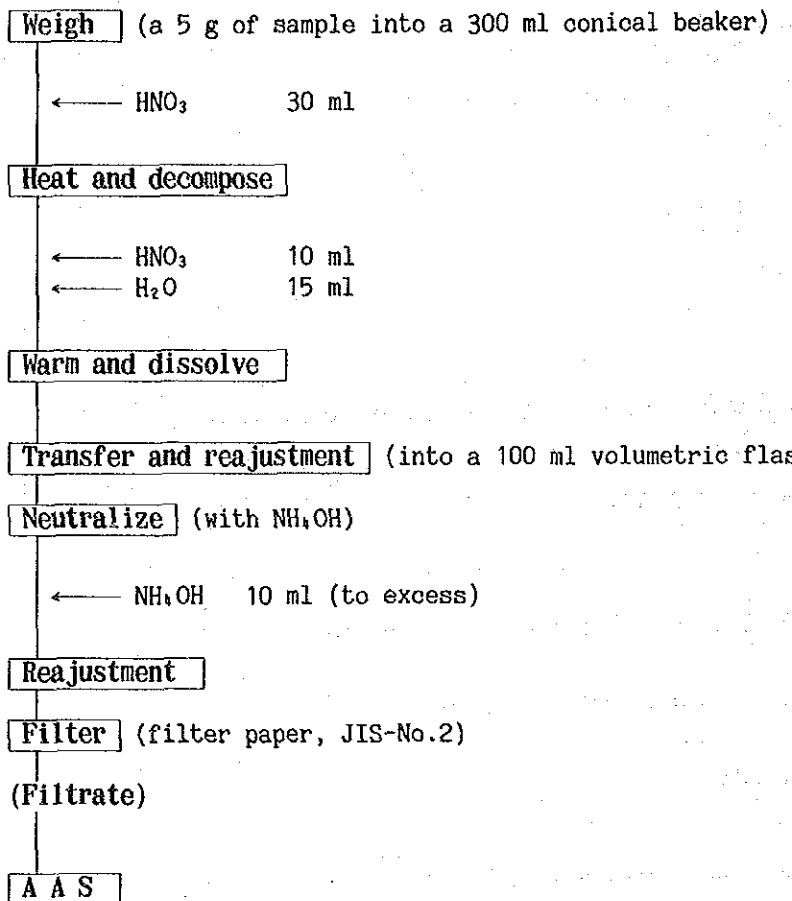 Weigh (a 5 g of sample into a 300 ml conical beaker)
← HNO₃ 30 ml
Heat and decompose
← HNO₃ 10 ml
← H₂O 15 ml
Warm and dissolve
Transfer and reajustment (into a 100 ml volumetric flas
Neutralize (with NH₄OH)
← NH₄OH 10 ml (to excess)
Reajustment
Filter (filter paper, JIS-No.2)
(Filtrate)
A A S